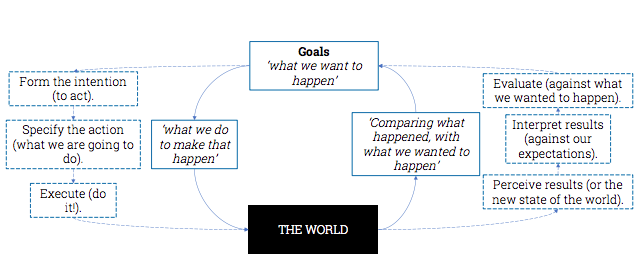 Goals
‘what we want to
happen’
Form the intention
(to act).
Specify the action
(what we are going to
do).
Execute (do
it!).
‘what we do
to make that
happen’
‘Comparing what
happened, with
what we wanted to
happen’
Evaluate (against what
we wanted to happen).
Interpret results
(against our
expectations).
Perceive results (or the
new state of the world).
THE WORLD